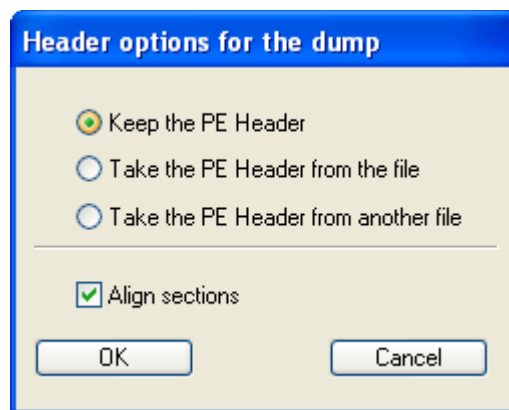 Header options for the dump
Keep the PE Header
Take the PE Header from the file
Take the PE Header from another file
Align sections
OK Cancel